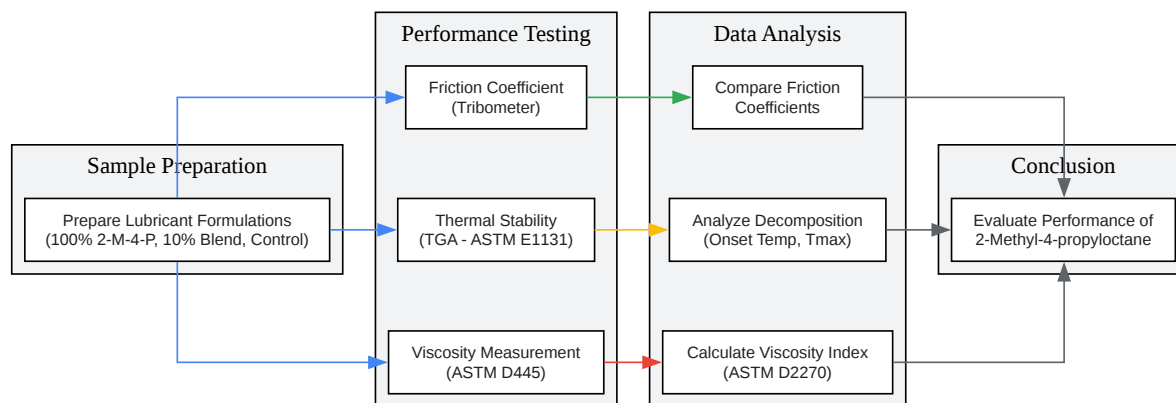 Performance Testing
Data Analysis
Friction Coefficient
(Tribometer)
Compare Friction
Coefficients
Sample Preparation
Conclusion
Prepare Lubricant Formulations
(100% 2-M-4-P, 10% Blend, Control)
Thermal Stability
(TGA - ASTM E1131)
Analyze Decomposition
(Onset Temp, Tmax)
Evaluate Performance of
2-Methyl-4-propyloctane
Viscosity Measurement
(ASTM D445)
Calculate Viscosity Index
(ASTM D2270)